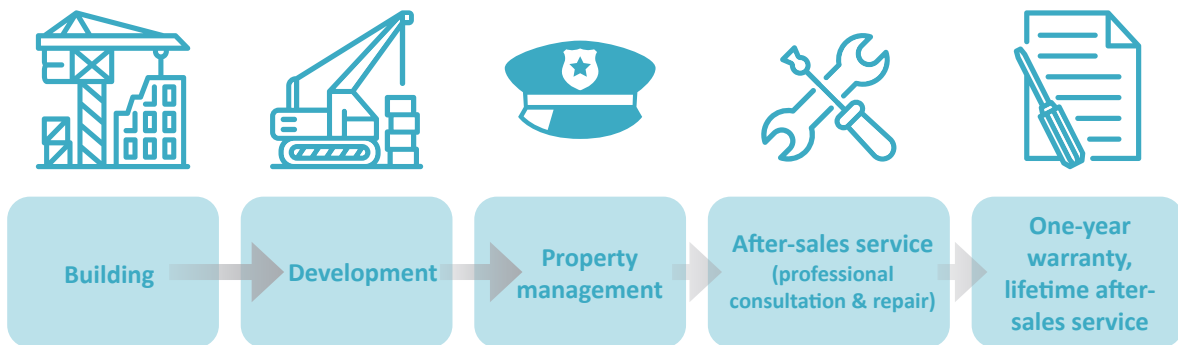 Building
Development
Property
management
After-sales service
(professional
consultation & repair)
One-year
warranty,
lifetime after-
sales service